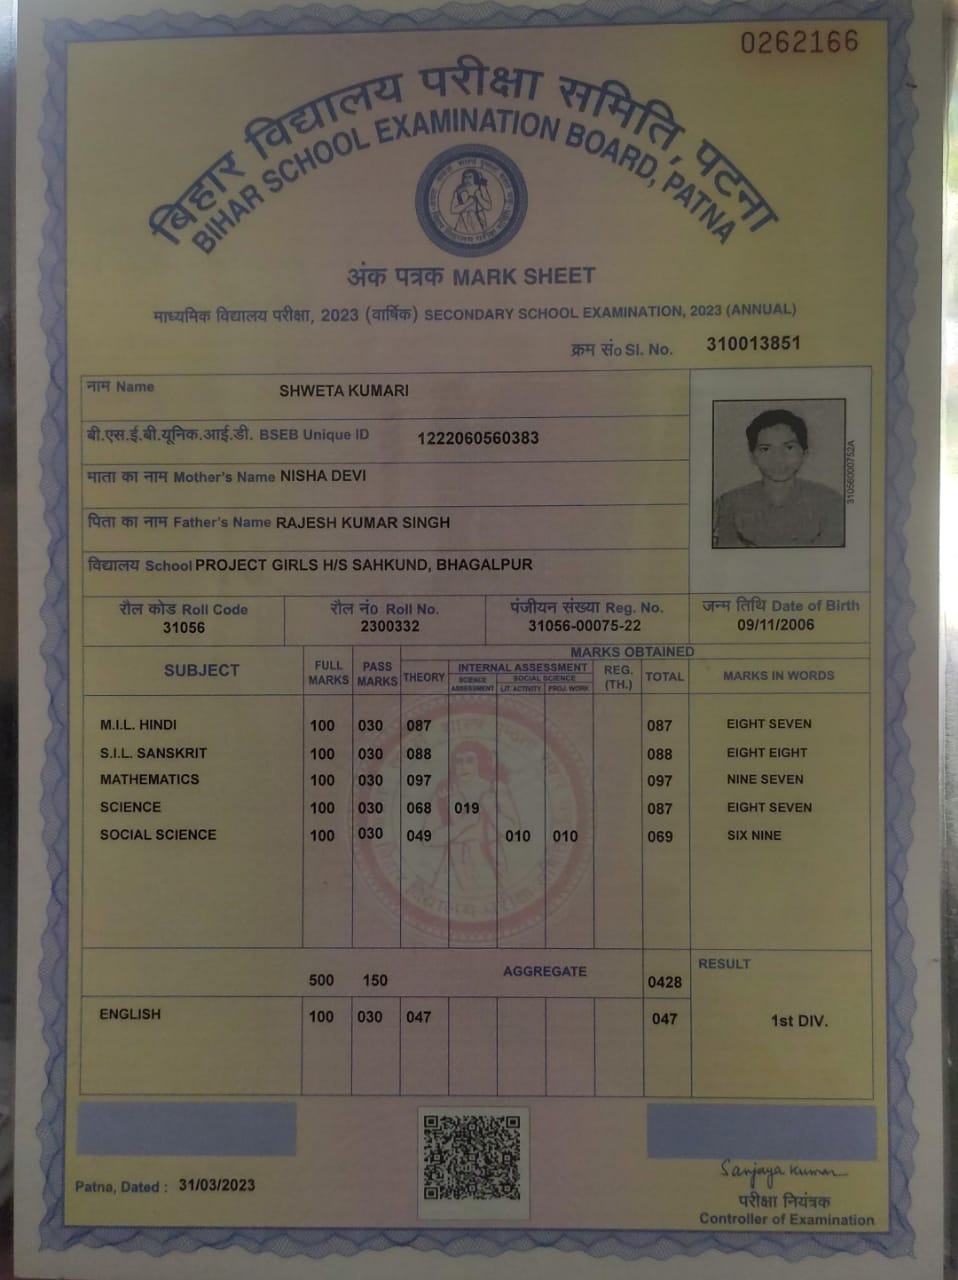 0262166
बिहार विद्यालय परीक्षा समिति, पटना
BIHAR SCHOOL EXAMINATION BOARD, PATNA
अंक पत्रक MARK SHEET
माध्यमिक विद्यालय परीक्षा, 2023 (वार्षिक) SECONDARY SCHOOL EXAMINATION, 2023 (ANNUAL)
क्रम सं० Sl. No. 310013851
नाम Name SHWETA KUMARI
बी.एस.ई.बी.यूनिक.आई.डी. BSEB Unique ID 1222060560383
माता का नाम Mother's Name NISHA DEVI
पिता का नाम Father's Name RAJESH KUMAR SINGH
विद्यालय School PROJECT GIRLS H/S SAHKUND, BHAGALPUR
310560000752A
रौल कोड Roll Code रौल नं0 Roll No. पंजीयन संख्या Reg. No. जन्म तिथि Date of Birth
31056 2300332 31056-00075-22 09/11/2006
SUBJECT FULL MARKS PASS MARKS MARKS OBTAINED
THEORY INTERNAL ASSESSMENT REG. (TH.) TOTAL MARKS IN WORDS
SCIENCE ASSESSMENT SOCIAL SCIENCE
LIT. ACTIVITY PROJ. WORK
M.I.L. HINDI 100 030 087 087 EIGHT SEVEN
S.I.L. SANSKRIT 100 030 088 088 EIGHT EIGHT
MATHEMATICS 100 030 097 097 NINE SEVEN
SCIENCE 100 030 068 019 087 EIGHT SEVEN
SOCIAL SCIENCE 100 030 049 010 010 069 SIX NINE
500 150 AGGREGATE 0428 RESULT
ENGLISH 100 030 047 047 1st DIV.
Patna, Dated : 31/03/2023
Sanjaya Kumar
परीक्षा नियंत्रक
Controller of Examination